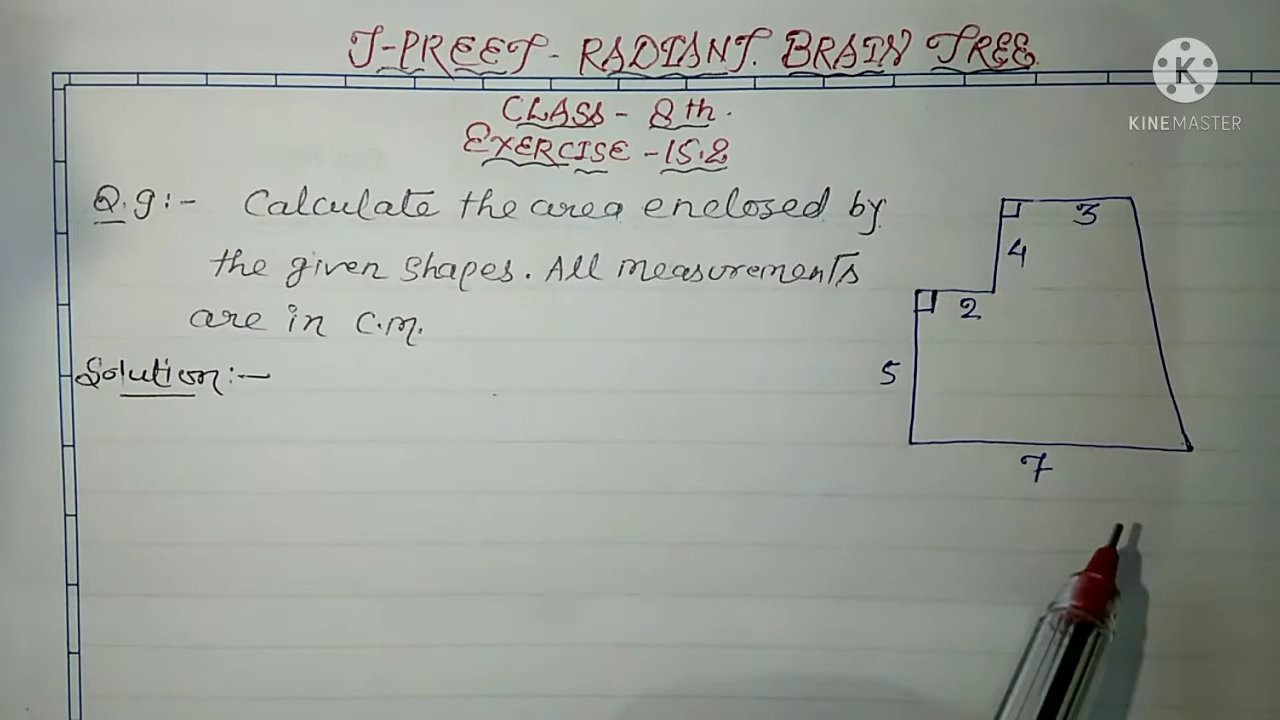 J-PREET- RADIANT. BRAIN TREE.
K
KINEMASTER
CLASS - 8th.
EXERCISE - 15.2
Q.9:- Calculate the area enclosed by
the given shapes. All measurements
are in c.m.
Solution:-
3
4
2
5
7